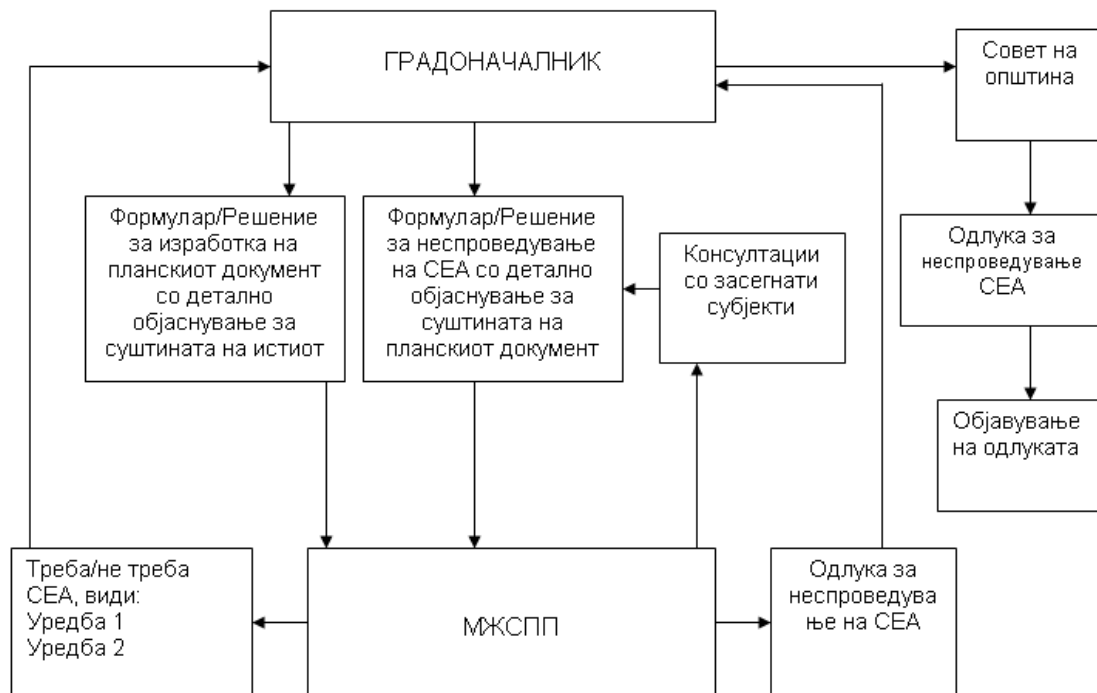 ГРАДОНАЧАЛНИК
Совет на
општина
Формулар/Решение
за изработка на
планскиот документ
со детално
објаснување за
суштината на истиот
Формулар/Решение
за неспроведување
на СЕА со детално
објаснување за
суштината на
планскиот документ
Консултации
со засегнати
субјекти
Одлука за
неспроведување
СЕА
Објавување
на одлуката
Треба/не треба
СЕА, види:
Уредба 1
Уредба 2
МЖСПП
Одлука за
неспроведува
ње на СЕА